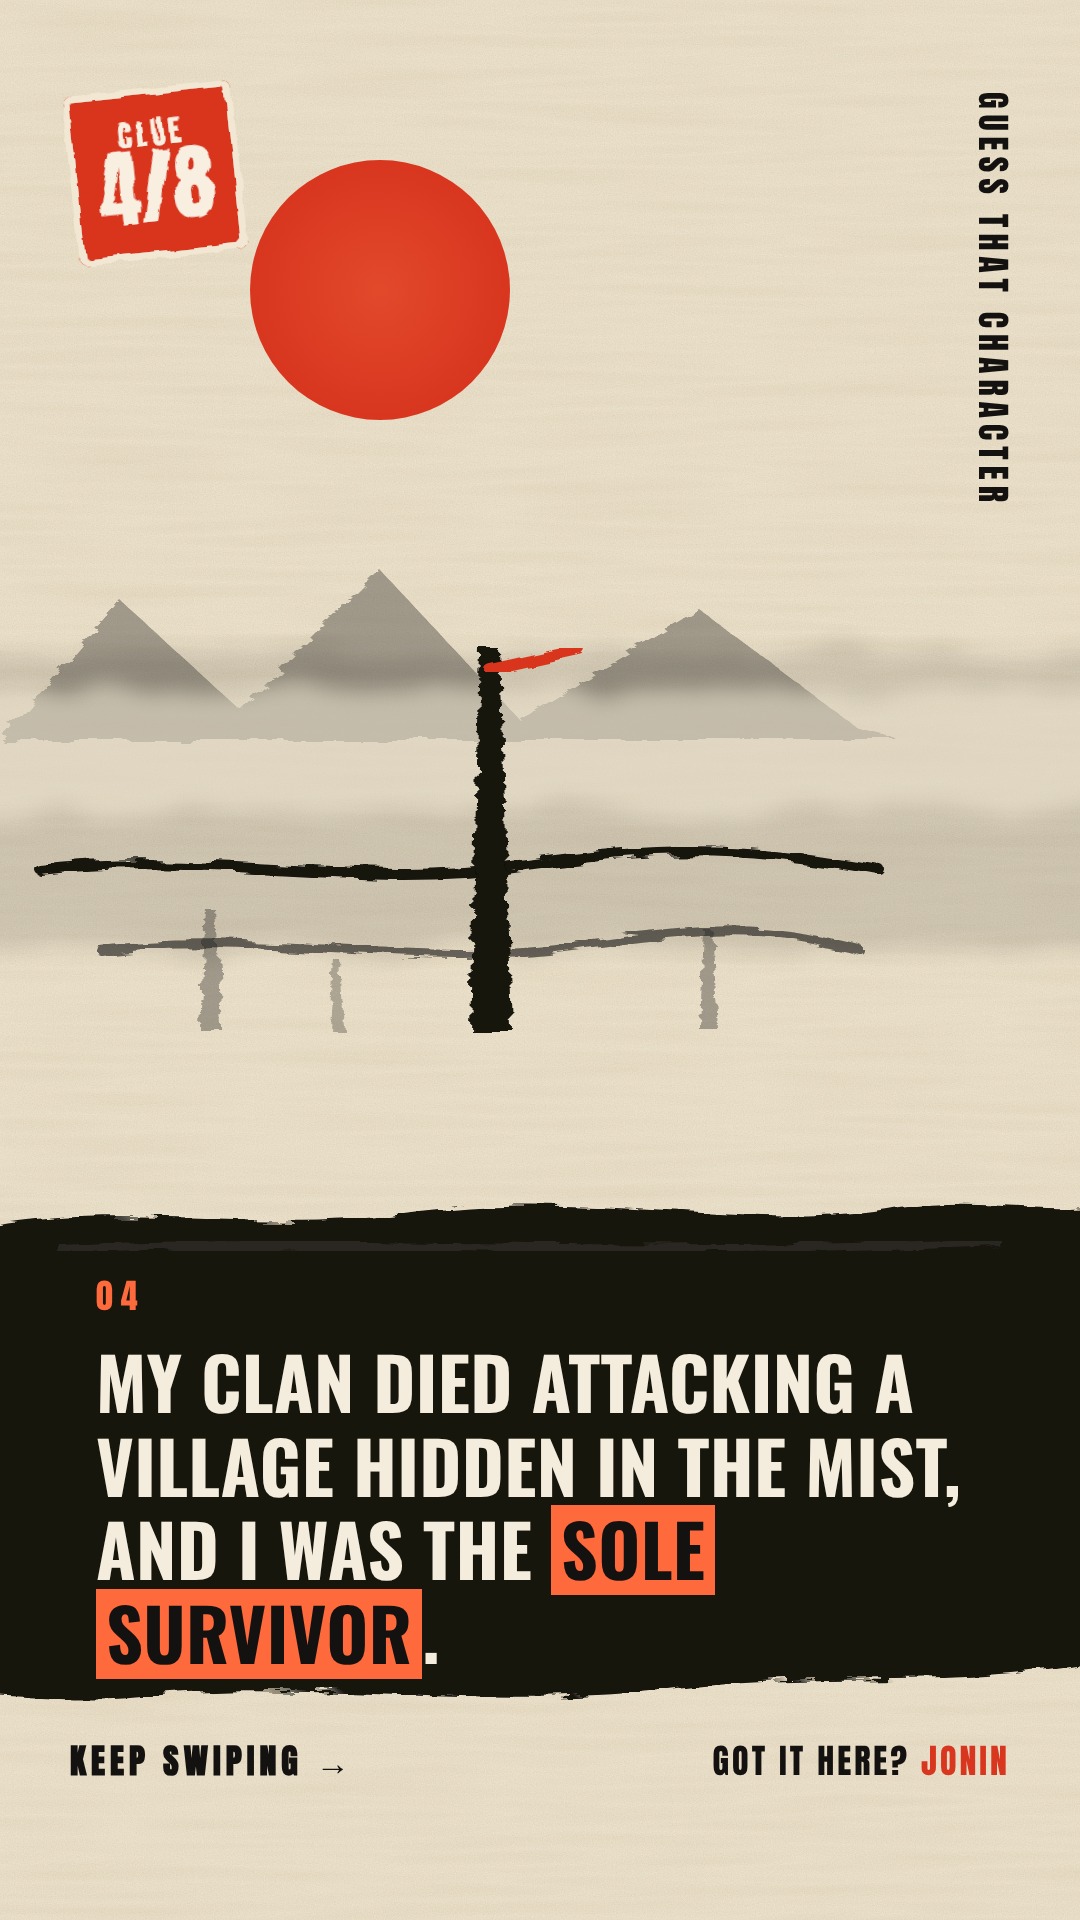 CLUE
4/8
GUESS THAT CHARACTER
04
MY CLAN DIED ATTACKING A
VILLAGE HIDDEN IN THE MIST,
AND I WAS THE SOLE
SURVIVOR.
KEEP SWIPING →
GOT IT HERE? JONIN